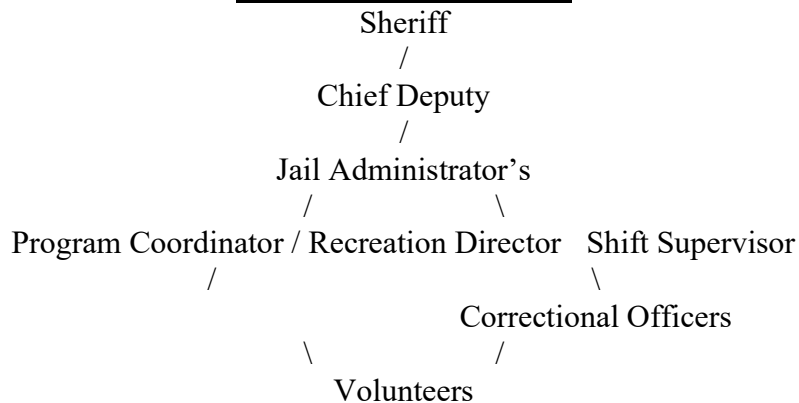 Sheriff
/
Chief Deputy
/
Jail Administrator’s
/ \
Program Coordinator / Recreation Director Shift Supervisor
/ \
Correctional Officers
\ /
Volunteers